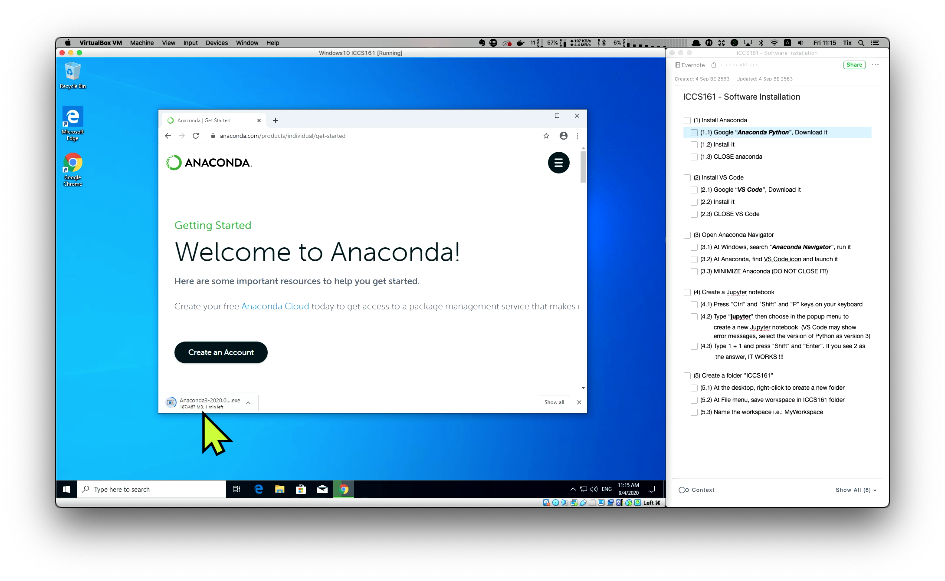 VirtualBox VM Machine View Input Devices Window Help
57%
6%
Fri 11:15 Tix
Windows10 ICCS161 [Running]
Recycle Bin
Microsoft
Edge
Google
Chrome
Anaconda | Get Started
anaconda.com/products/individual/get-started
ANACONDA.
Getting Started
Welcome to Anaconda!
Here are some important resources to help you get started.
Create your free Anaconda Cloud today to get access to a package management service that makes
Create an Account
Anaconda3-2020.0....exe
Show all
Type here to search
ENG
11:15 AM
9/4/2020
Left ⌘
ICCS161 - Software Installation
Evernote
Share
Created: 4 Sep BE 2563 Updated: 4 Sep BE 2563
ICCS161 - Software Installation
(1) Install Anaconda
(1.1) Google "Anaconda Python", Download it
(1.2) Install it
(1.3) CLOSE anaconda
(2) Install VS Code
(2.1) Google "VS Code", Download it
(2.2) Install it
(2.3) CLOSE VS Code
(3) Open Anaconda Navigator
(3.1) At Windows, search "Anaconda Navigator", run it
(3.2) At Anaconda, find VS Code icon and launch it
(3.3) MINIMIZE Anaconda (DO NOT CLOSE IT!)
(4) Create a Jupyter notebook
(4.1) Press "Ctrl" and "Shift" and "P" keys on your keyboard
(4.2) Type "jupyter" then choose in the popup menu to
create a new Jupyter notebook (VS Code may show
error messages, select the version of Python as version 3)
(4.3) Type 1 + 1 and press "Shift" and "Enter". If you see 2 as
the answer, IT WORKS !!!
(5) Create a folder "ICCS161"
(5.1) At the desktop, right-click to create a new folder
(5.2) At File menu, save workspace in ICCS161 folder
(5.3) Name the workspace i.e. MyWorkspace
Context
Show All (6)